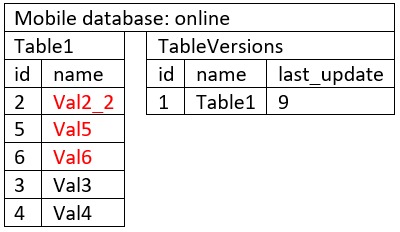 Mobile database: online
Table1 TableVersions
id name id name last_update
2 Val2_2 1 Table1 9
5 Val5
6 Val6
3 Val3
4 Val4